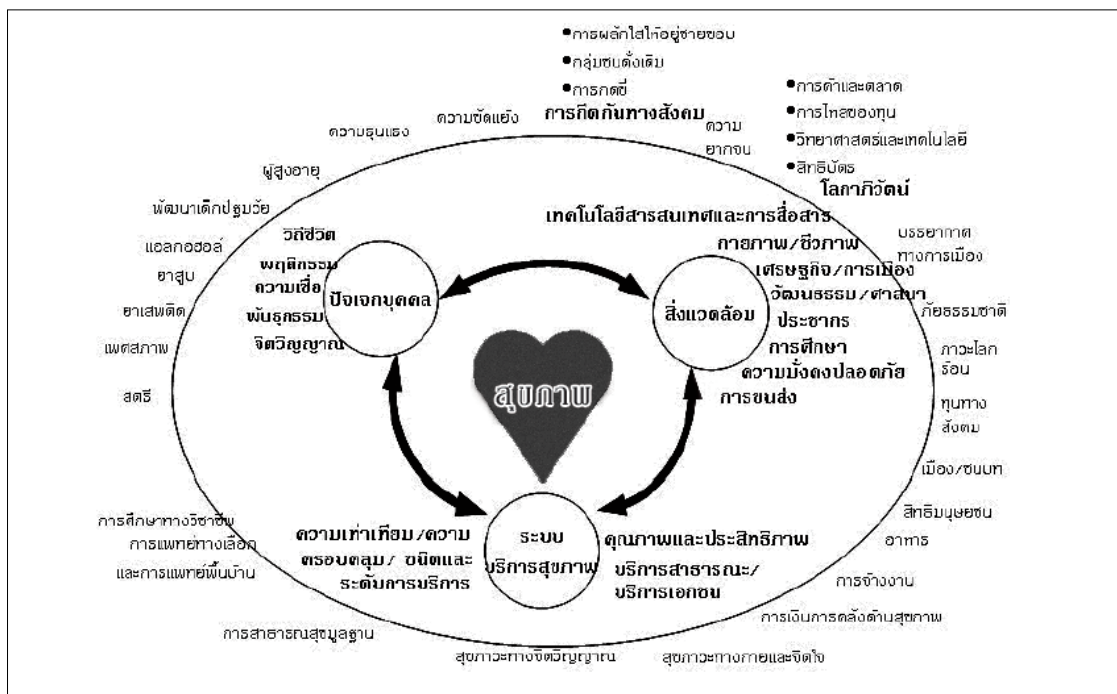 •การผลักใสให้อยู่ชายขอบ
•กลุ่มชนดั้งเดิม
•การกดขี่
การกีดกันทางสังคม
•การค้าและตลาด
•การไหลของทุน
•วิทยาศาสตร์และเทคโนโลยี
•สิทธิบัตร
โลกาภิวัตน์
ความ
ยากจน
ความขัดแย้ง
ความรุนแรง
ผู้สูงอายุ
พัฒนาเด็กปฐมวัย
แอลกอฮอล์
ยาสูบ
ยาเสพติด
เพศสภาพ
สตรี
วิถีชีวิต
พฤติกรรม
ความเชื่อ
พันธุกรรม
จิตวิญญาณ
ปัจเจกบุคคล
เทคโนโลยีสารสนเทศและการสื่อสาร
กายภาพ/ชีวภาพ
เศรษฐกิจ/การเมือง
วัฒนธรรม/ศาสนา
ประชากร
การศึกษา
ความมั่งคงปลอดภัย
การขนส่ง
สิ่งแวดล้อม
บรรยากาศ
ทางการเมือง
ภัยธรรมชาติ
ภาวะโลก
ร้อน
ทุนทาง
สังคม
เมือง/ชนบท
สิทธิมนุษยชน
อาหาร
การจ้างงาน
การเงินการคลังด้านสุขภาพ
สุขภาพ
ความเท่าเทียม/ความ
ครอบคลุม/ ชนิดและ
ระดับการบริการ
ระบบ
บริการสุขภาพ
คุณภาพและประสิทธิภาพ
บริการสาธารณะ/
บริการเอกชน
การศึกษาทางวิชาชีพ
การแพทย์ทางเลือก
และการแพทย์พื้นบ้าน
การสาธารณสุขมูลฐาน
สุขภาวะทางจิตวิญญาณ
สุขภาวะทางกายและจิตใจ